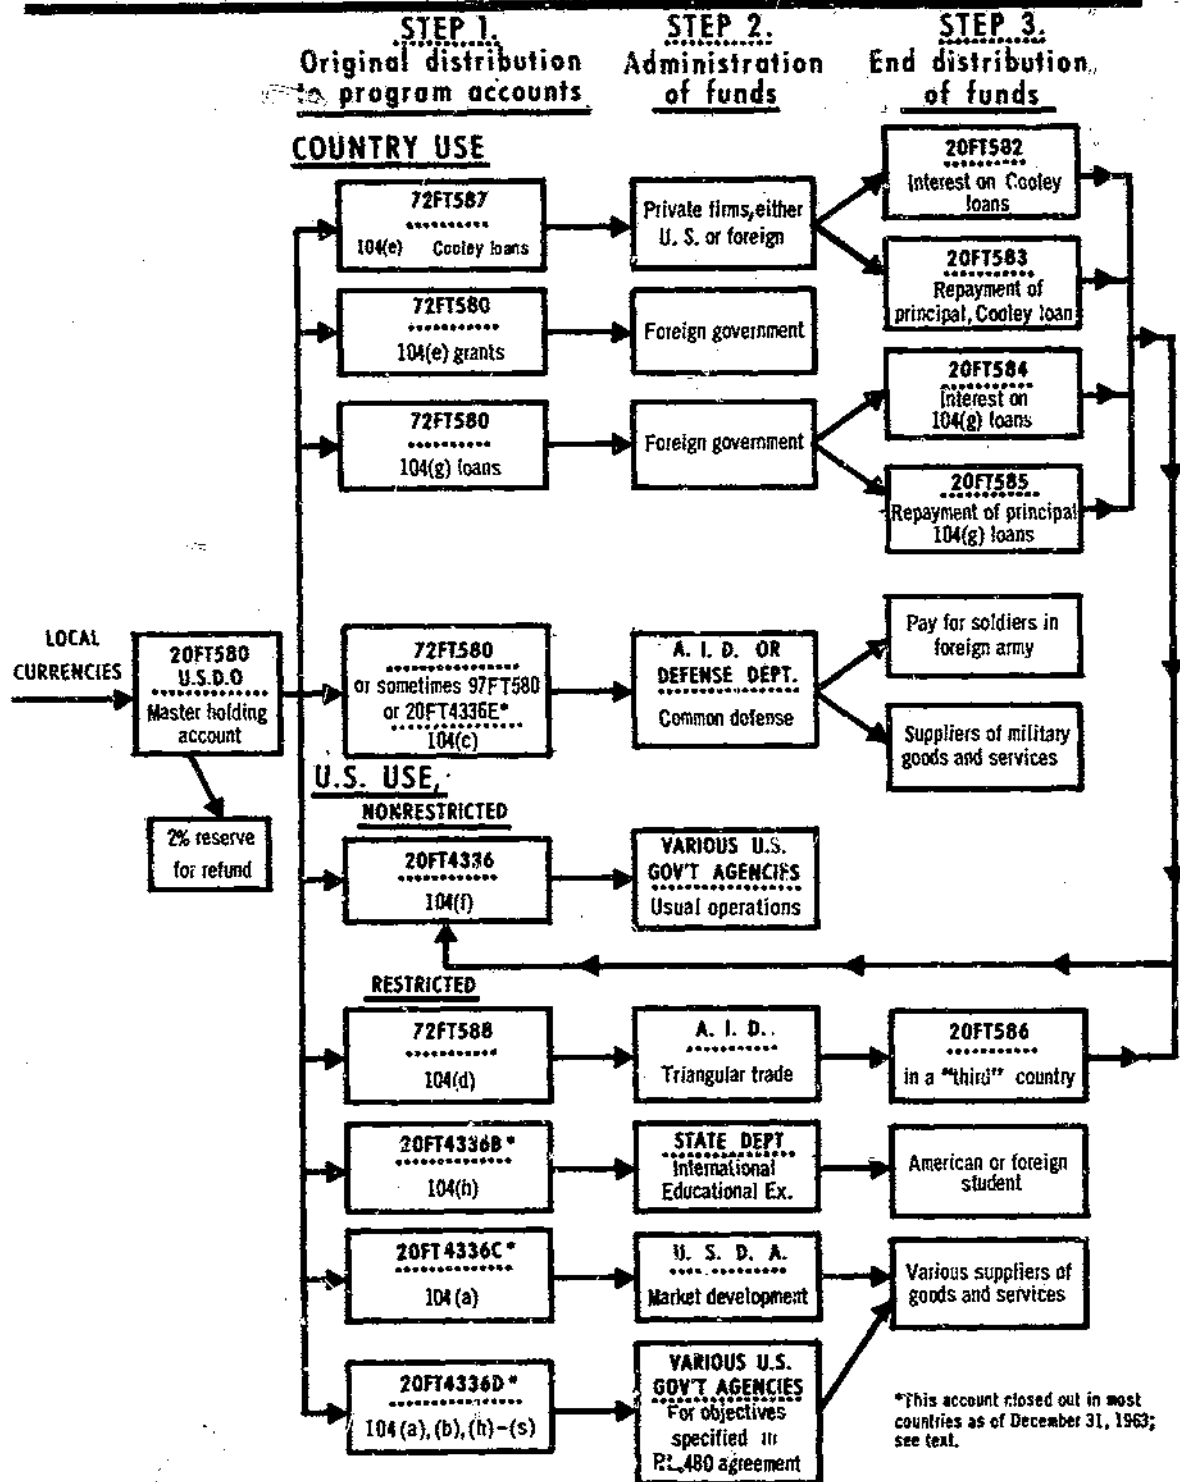 STEP 1.
Original distribution
to program accounts
STEP 2.
Administration
of funds
STEP 3.
End distribution
of funds
COUNTRY USE
72FT587
104(e) Cooley loans
Private firms, either
U. S. or foreign
20FT582
Interest on Cooley
loans
20FT583
Repayment of
principal, Cooley loan
72FT580
104(e) grants
Foreign government
72FT580
104(g) loans
Foreign government
20FT584
Interest on
104(g) loans
20FT585
Repayment of principal
104(g) loans
LOCAL
CURRENCIES
20FT580
U.S.D.O
Master holding
account
2% reserve
for refund
72FT580
or sometimes 97FT580
or 20FT4336E*
104(c)
A. I. D. OR
DEFENSE DEPT.
Common defense
Pay for soldiers in
foreign army
Suppliers of military
goods and services
U.S. USE,
NONRESTRICTED
20FT4336
104(f)
VARIOUS U.S.
GOV'T AGENCIES
Usual operations
RESTRICTED
72FT588
104(d)
A. I. D.
Triangular trade
20FT586
in a "third" country
20FT4336B*
104(h)
STATE DEPT
International
Educational Ex.
American or foreign
student
20FT4336C*
104 (a)
U. S. D. A.
Market development
Various suppliers of
goods and services
20FT4336D*
104 (a), (b), (h)-(s)
VARIOUS U.S.
GOV'T AGENCIES
For objectives
specified in
P.L. 480 agreement
*This account closed out in most
countries as of December 31, 1963;
see text.